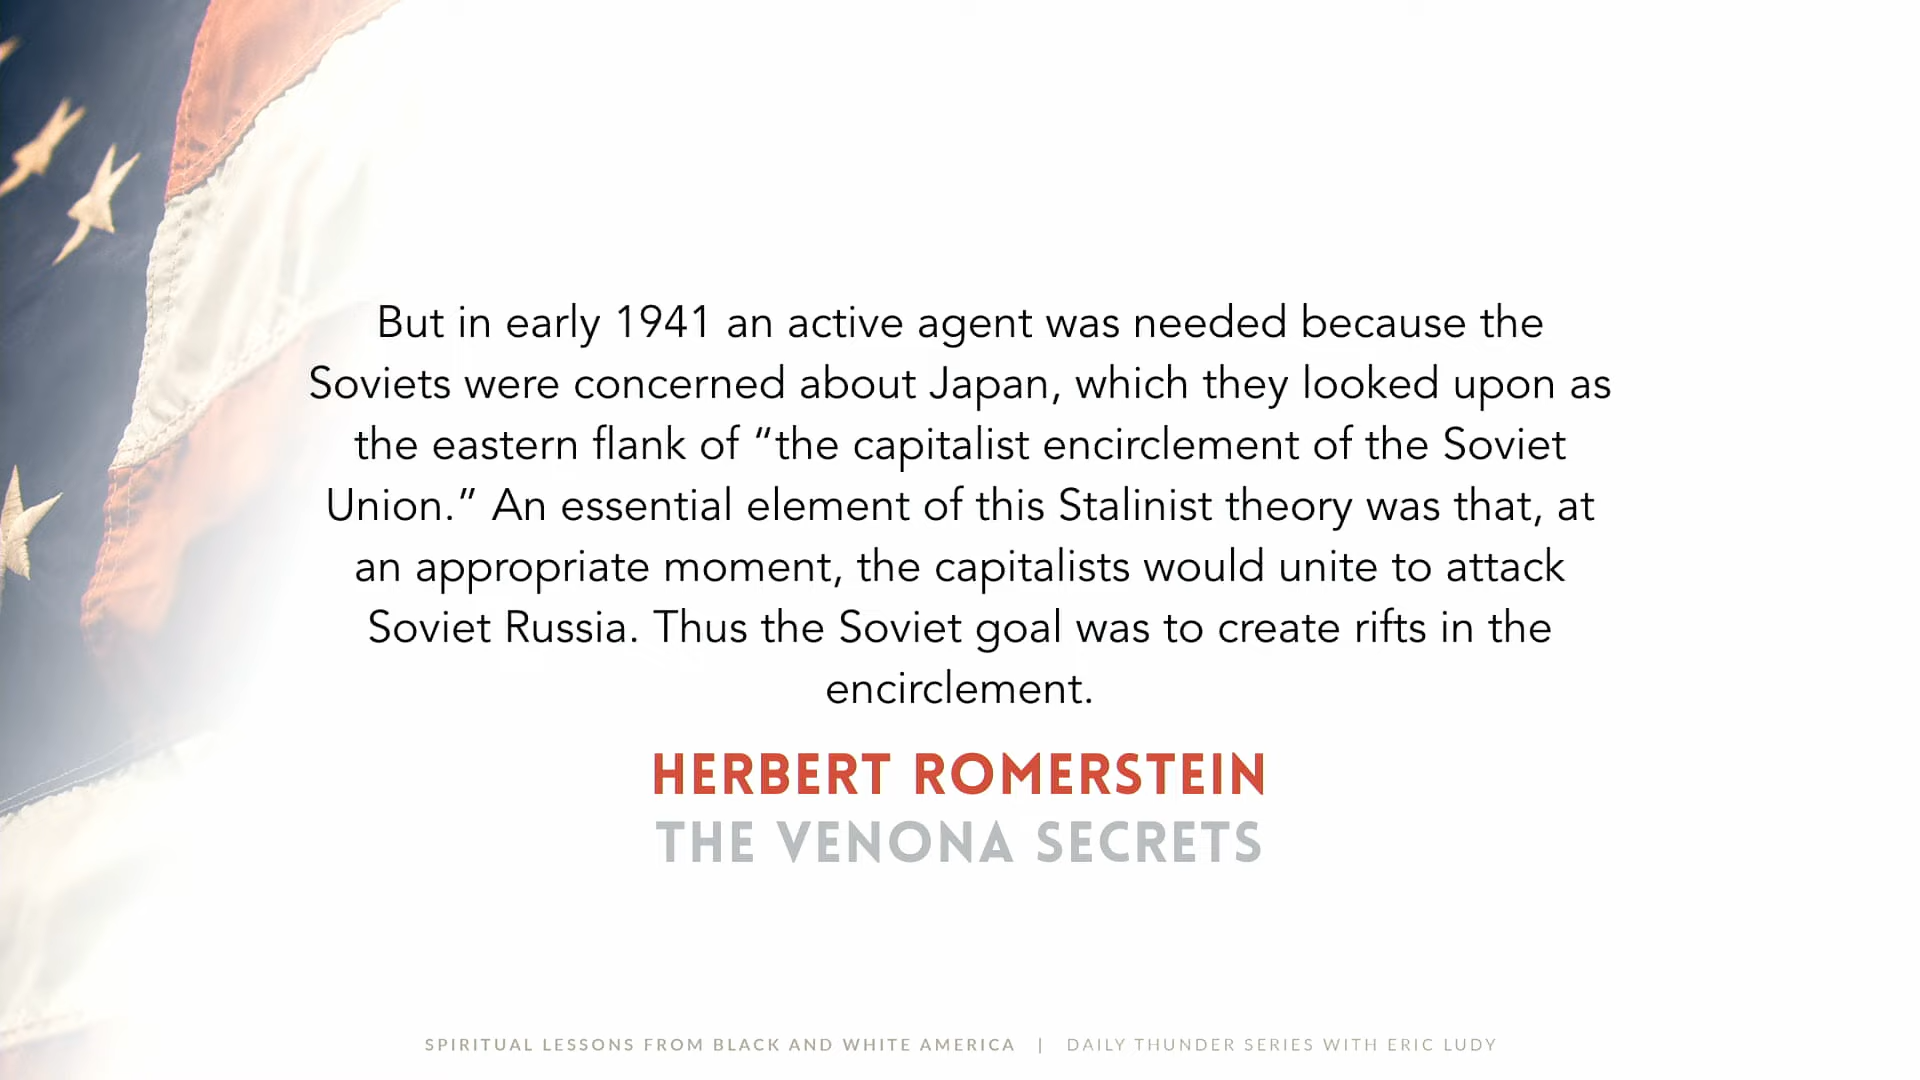 But in early 1941 an active agent was needed because the
Soviets were concerned about Japan, which they looked upon as
the eastern flank of “the capitalist encirclement of the Soviet
Union.” An essential element of this Stalinist theory was that, at
an appropriate moment, the capitalists would unite to attack
Soviet Russia. Thus the Soviet goal was to create rifts in the
encirclement.
HERBERT ROMERSTEIN
THE VENONA SECRETS
SPIRITUAL LESSONS FROM BLACK AND WHITE AMERICA | DAILY THUNDER SERIES WITH ERIC LUDY